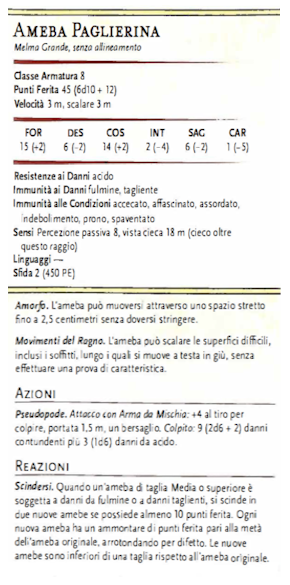 AMEBA PAGLIERINA
Melma Grande, senza allineamento
Classe Armatura 8
Punti Ferita 45 (6d10 + 12)
Velocità 3 m, scalare 3 m
FOR DES COS INT SAG CAR
15 (+2) 6 (-2) 14 (+2) 2 (-4) 6 (-2) 1 (-5)
Resistenze ai Danni acido
Immunità ai Danni fulmine, tagliente
Immunità alle Condizioni accecato, affascinato, assordato,
indebolimento, prono, spaventato
Sensi Percezione passiva 8, vista cieca 18 m (cieco oltre
questo raggio)
Linguaggi —
Sfida 2 (450 PE)
Amorfo. L'ameba può muoversi attraverso uno spazio stretto
fino a 2,5 centimetri senza doversi stringere.
Movimenti del Ragno. L'ameba può scalare le superfici difficili,
inclusi i soffitti, lungo i quali si muove a testa in giù, senza
effettuare una prova di caratteristica.
AZIONI
Pseudopode. Attacco con Arma da Mischia: +4 al tiro per
colpire, portata 1,5 m, un bersaglio. Colpito: 9 (2d6 + 2) danni
contundenti più 3 (1d6) danni da acido.
REAZIONI
Scindersi. Quando un'ameba di taglia Media o superiore è
soggetta a danni da fulmine o a danni taglienti, si scinde in
due nuove amebe se possiede almeno 10 punti ferita. Ogni
nuova ameba ha un ammontare di punti ferita pari alla metà
dell'ameba originale, arrotondando per difetto. Le nuove
amebe sono inferiori di una taglia rispetto all'ameba originale.